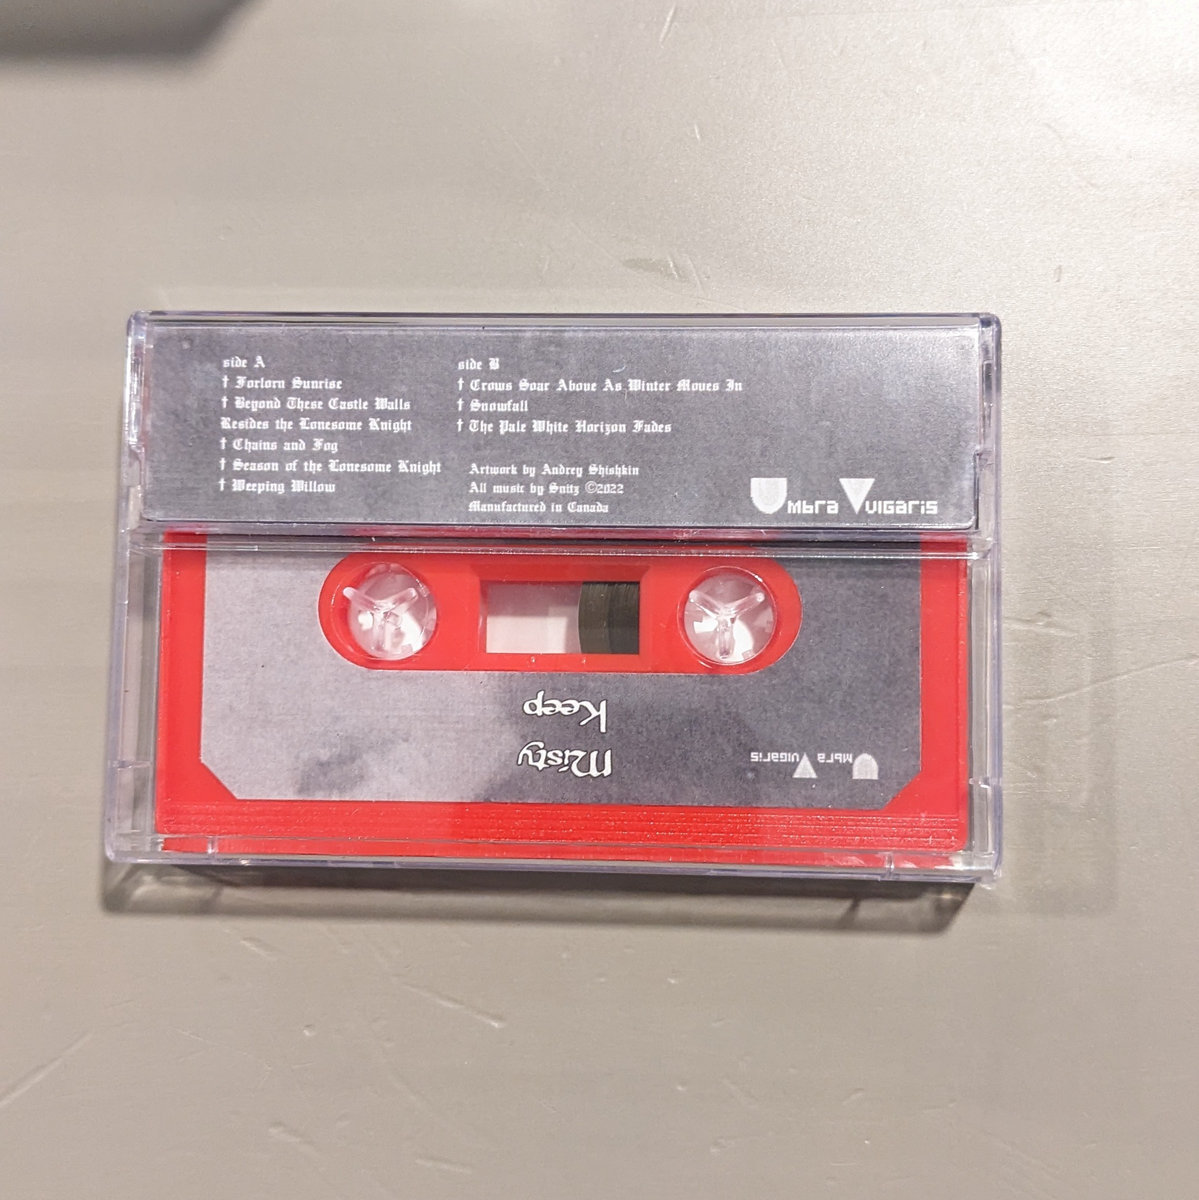 side A
† Forlorn Sunrise
† Beyond These Castle Walls
Resides the Lonesome Knight
† Chains and Fog
† Season of the Lonesome Knight
† Weeping Willow
side B
† Crows Soar Above As Winter Moves In
† Snowfall
† The Pale White Horizon Fades
Artwork by Andrey Shishkin
All music by Snitz ©2022
Manufactured in Canada
Umbra Vulgaris
Misty
Keep
Umbra Vulgaris